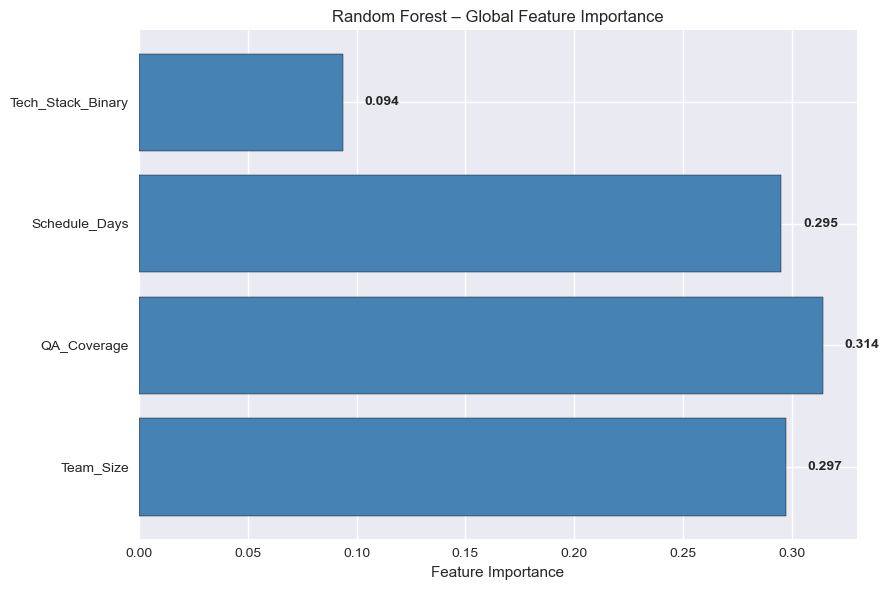 Random Forest – Global Feature Importance
Tech_Stack_Binary
0.094
Schedule_Days
0.295
QA_Coverage
0.314
Team_Size
0.297
0.00 0.05 0.10 0.15 0.20 0.25 0.30
Feature Importance